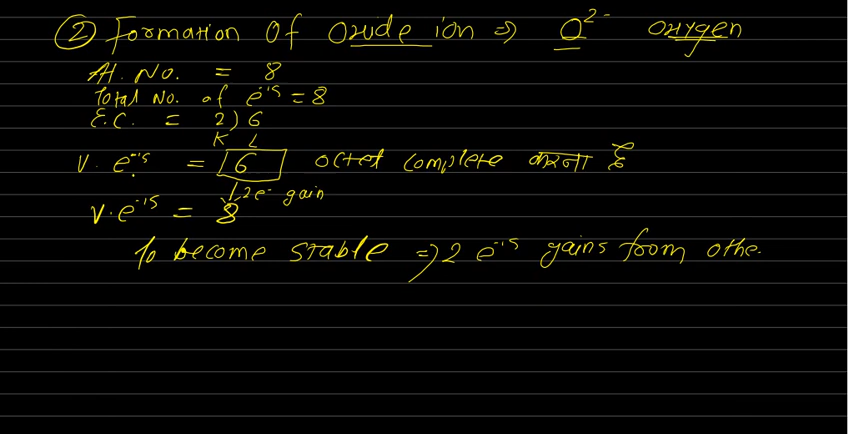 ② Formation Of Oxide ion ⇒ O²⁻ oxygen
At. No. = 8
Total No. of e⁻'s = 8
E.C. = 2) 6
K L
V. e⁻'s = 6 octet complete करना है
2e⁻ gain
V. e⁻'s = 8
To become stable ⇒ 2 e⁻'s gains from othe.